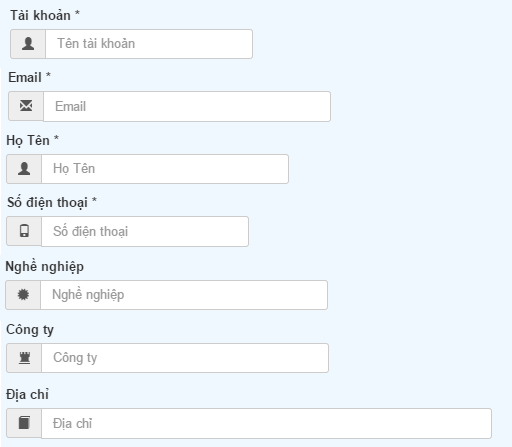 Tài khoản *
Tên tài khoản
Email *
Email
Họ Tên *
Họ Tên
Số điện thoại *
Số điện thoại
Nghề nghiệp
Nghề nghiệp
Công ty
Công ty
Địa chỉ
Địa chỉ